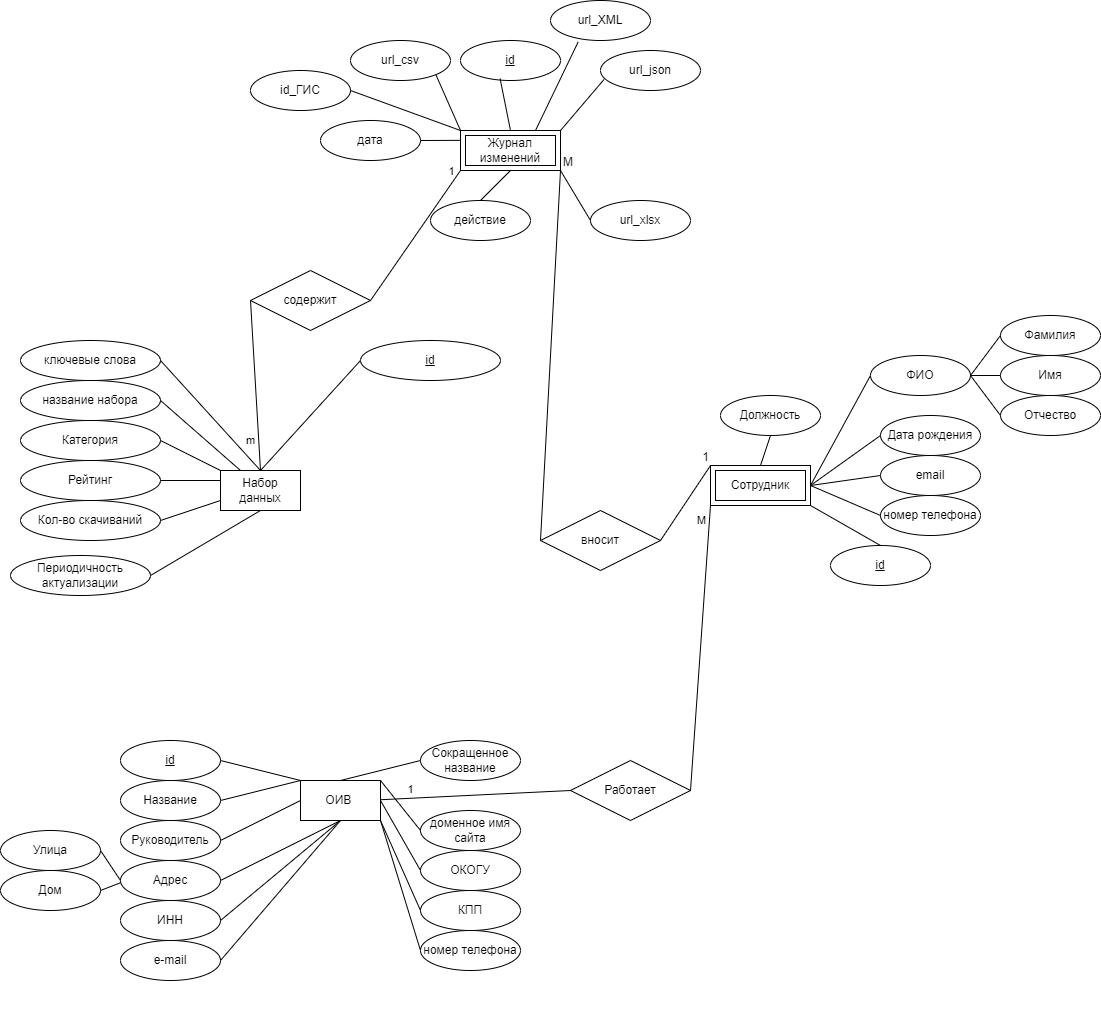 url_XML
url_csv
id
url_json
id_ГИС
дата
Журнал
изменений
1
M
действие
url_xlsx
содержит
ключевые слова
id
название набора
Категория
m
Рейтинг
Набор
данных
Кол-во скачиваний
Периодичность
актуализации
Фамилия
ФИО
Имя
Должность
Отчество
Дата рождения
1
Сотрудник
email
M
номер телефона
вносит
id
id
Сокращенное
название
Название
ОИВ
1
Работает
Руководитель
доменное имя
сайта
Улица
Адрес
ОКОГУ
Дом
ИНН
КПП
e-mail
номер телефона